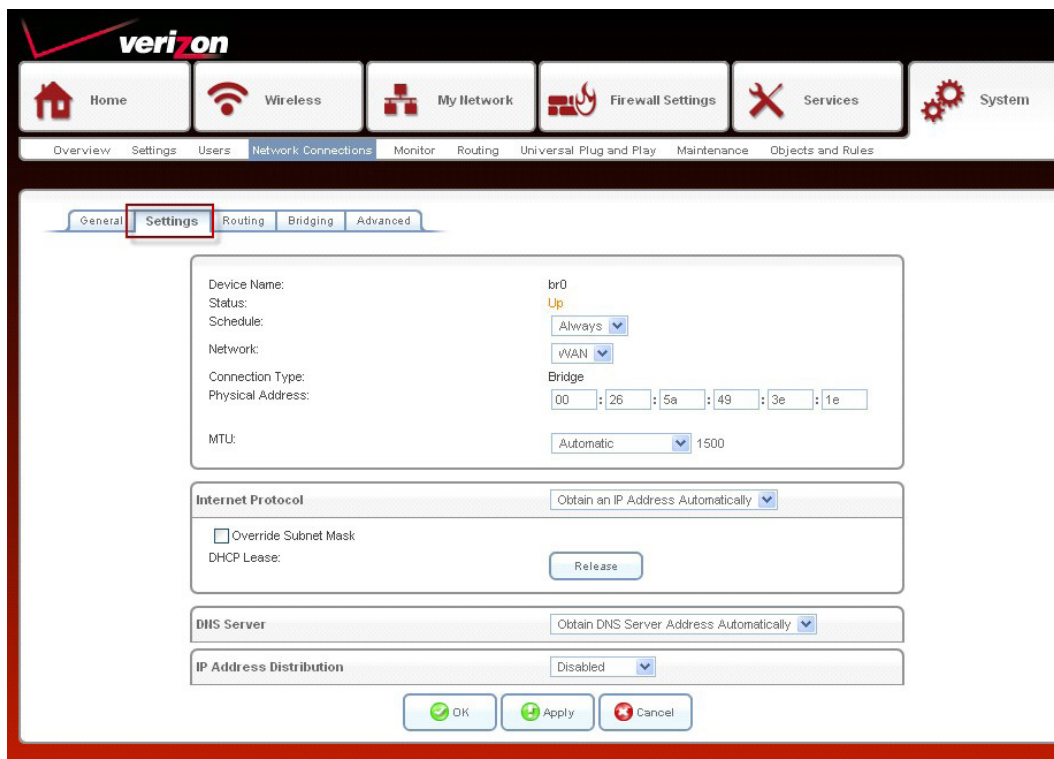 verizon
Home Wireless My Network Firewall Settings Services System
Overview Settings Users Network Connections Monitor Routing Universal Plug and Play Maintenance Objects and Rules
General Settings Routing Bridging Advanced
Device Name: br0
Status: Up
Schedule: Always
Network: WAN
Connection Type: Bridge
Physical Address: 00 : 26 : 5a : 49 : 3e : 1e
MTU: Automatic 1500
Internet Protocol Obtain an IP Address Automatically
Override Subnet Mask
DHCP Lease: Release
DNS Server Obtain DNS Server Address Automatically
IP Address Distribution Disabled
OK Apply Cancel